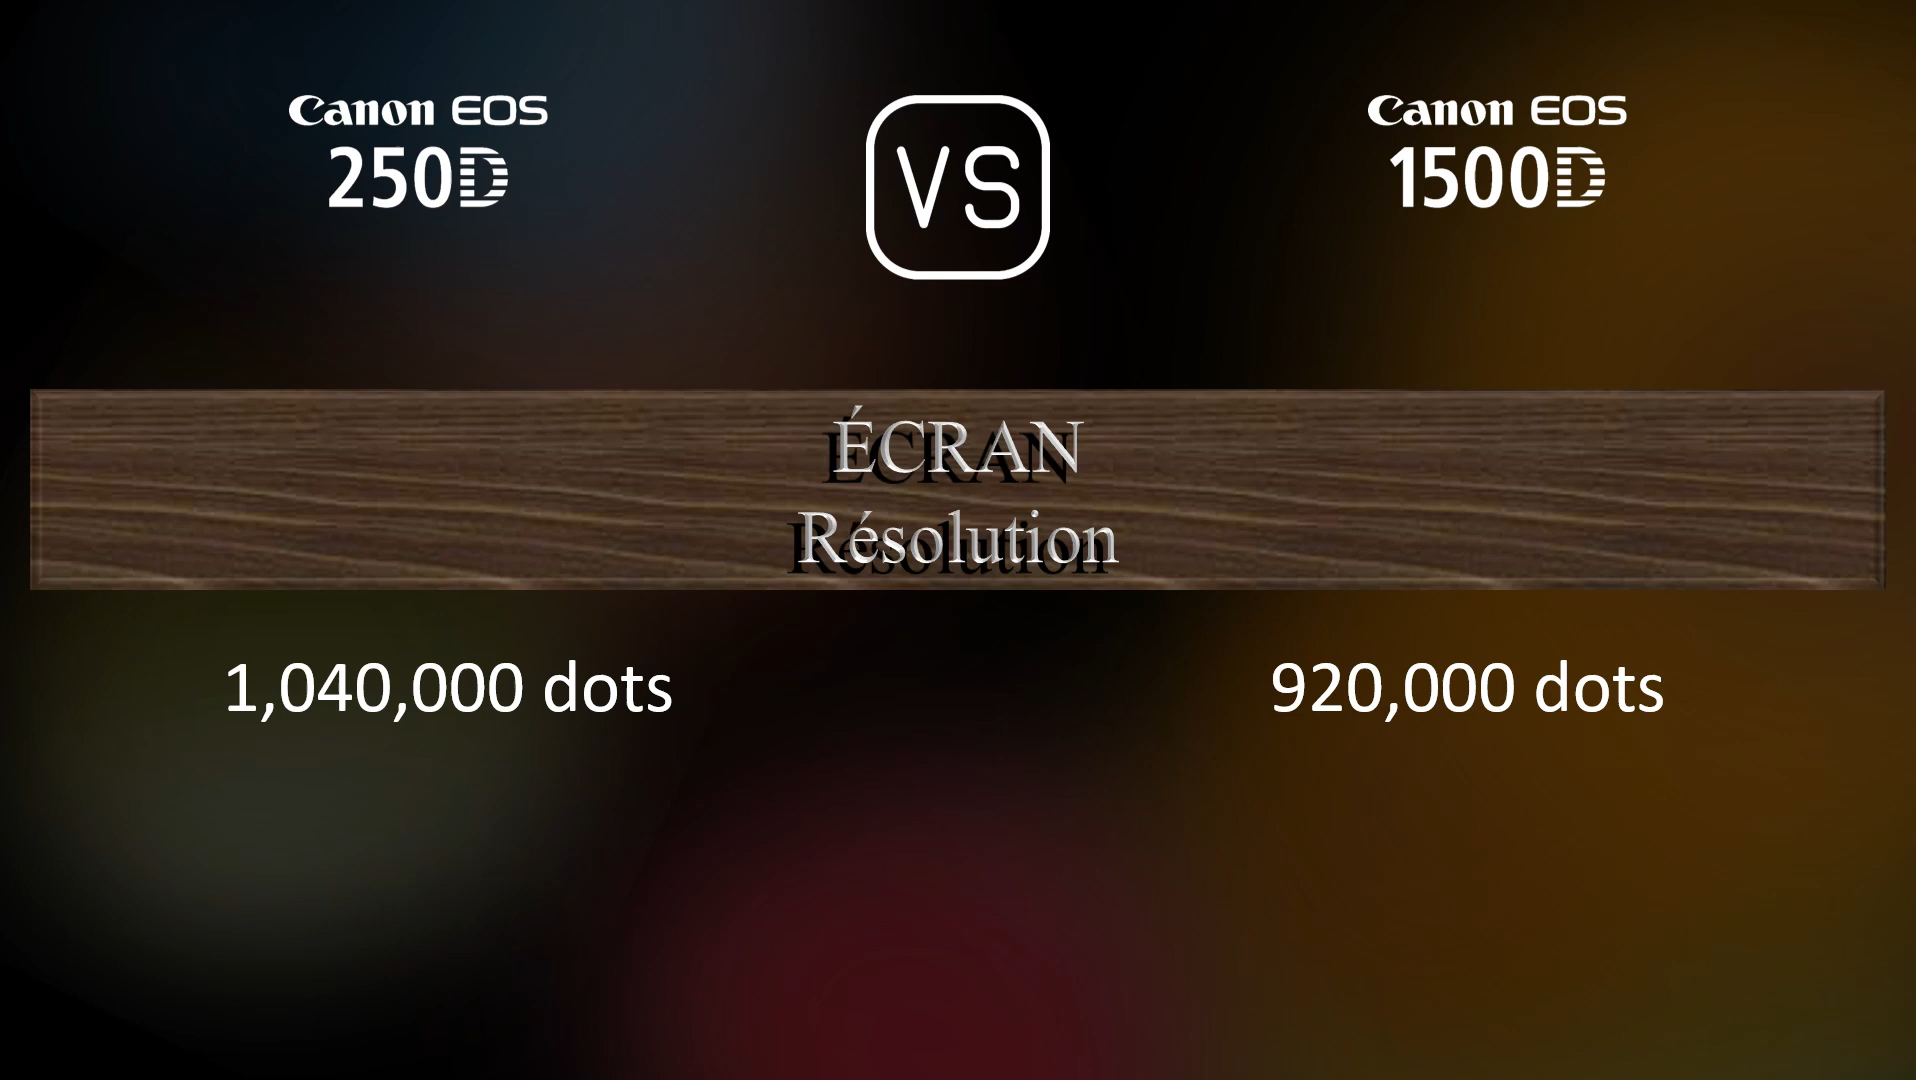 Canon EOS
250D
VS
Canon EOS
1500D
ÉCRAN
Résolution
1,040,000 dots
920,000 dots